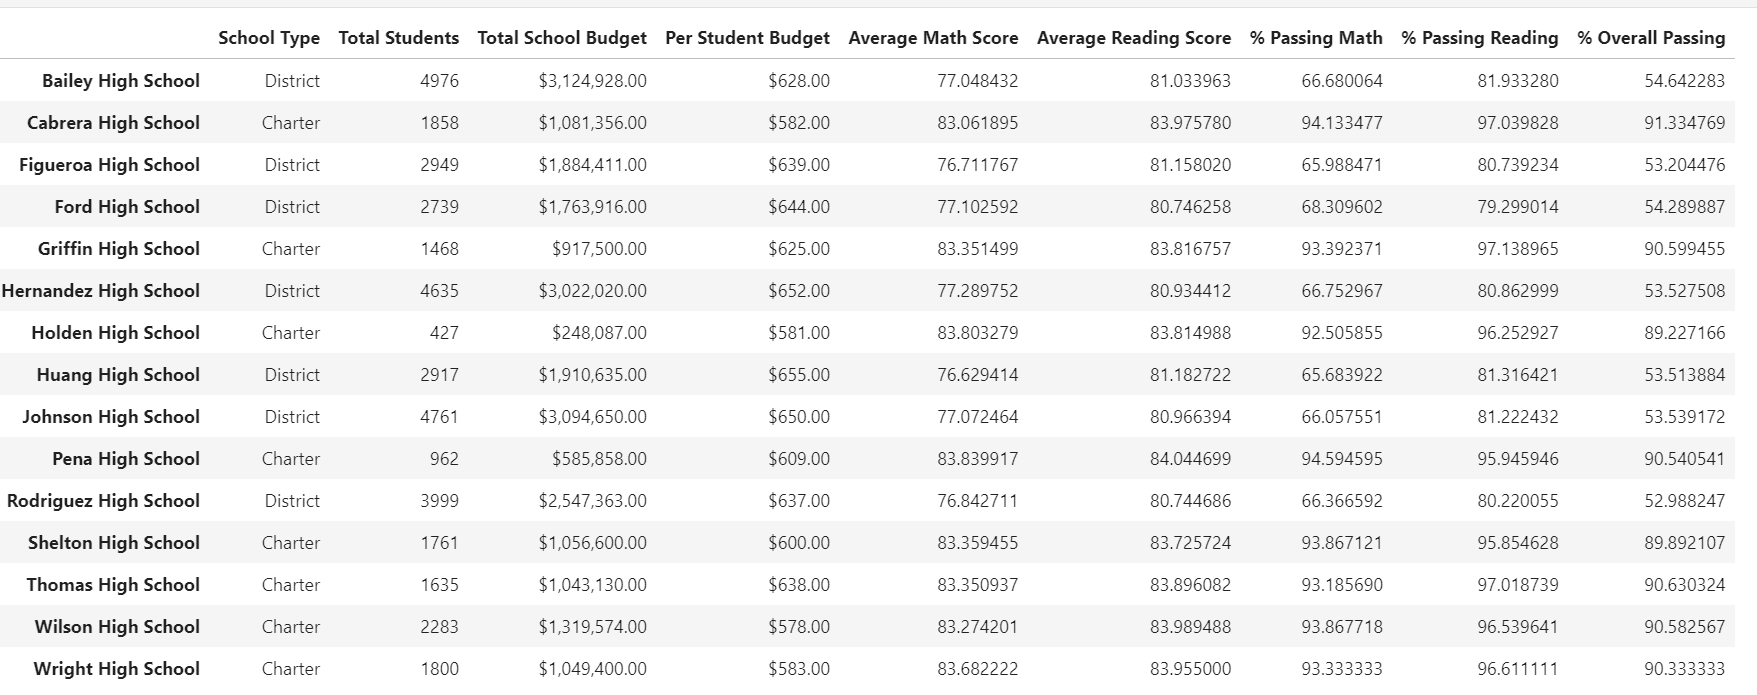 School Type Total Students Total School Budget Per Student Budget Average Math Score Average Reading Score % Passing Math % Passing Reading % Overall Passing
Bailey High School District 4976 $3,124,928.00 $628.00 77.048432 81.033963 66.680064 81.933280 54.642283
Cabrera High School Charter 1858 $1,081,356.00 $582.00 83.061895 83.975780 94.133477 97.039828 91.334769
Figueroa High School District 2949 $1,884,411.00 $639.00 76.711767 81.158020 65.988471 80.739234 53.204476
Ford High School District 2739 $1,763,916.00 $644.00 77.102592 80.746258 68.309602 79.299014 54.289887
Griffin High School Charter 1468 $917,500.00 $625.00 83.351499 83.816757 93.392371 97.138965 90.599455
Hernandez High School District 4635 $3,022,020.00 $652.00 77.289752 80.934412 66.752967 80.862999 53.527508
Holden High School Charter 427 $248,087.00 $581.00 83.803279 83.814988 92.505855 96.252927 89.227166
Huang High School District 2917 $1,910,635.00 $655.00 76.629414 81.182722 65.683922 81.316421 53.513884
Johnson High School District 4761 $3,094,650.00 $650.00 77.072464 80.966394 66.057551 81.222432 53.539172
Pena High School Charter 962 $585,858.00 $609.00 83.839917 84.044699 94.594595 95.945946 90.540541
Rodriguez High School District 3999 $2,547,363.00 $637.00 76.842711 80.744686 66.366592 80.220055 52.988247
Shelton High School Charter 1761 $1,056,600.00 $600.00 83.359455 83.725724 93.867121 95.854628 89.892107
Thomas High School Charter 1635 $1,043,130.00 $638.00 83.350937 83.896082 93.185690 97.018739 90.630324
Wilson High School Charter 2283 $1,319,574.00 $578.00 83.274201 83.989488 93.867718 96.539641 90.582567
Wright High School Charter 1800 $1,049,400.00 $583.00 83.682222 83.955000 93.333333 96.611111 90.333333